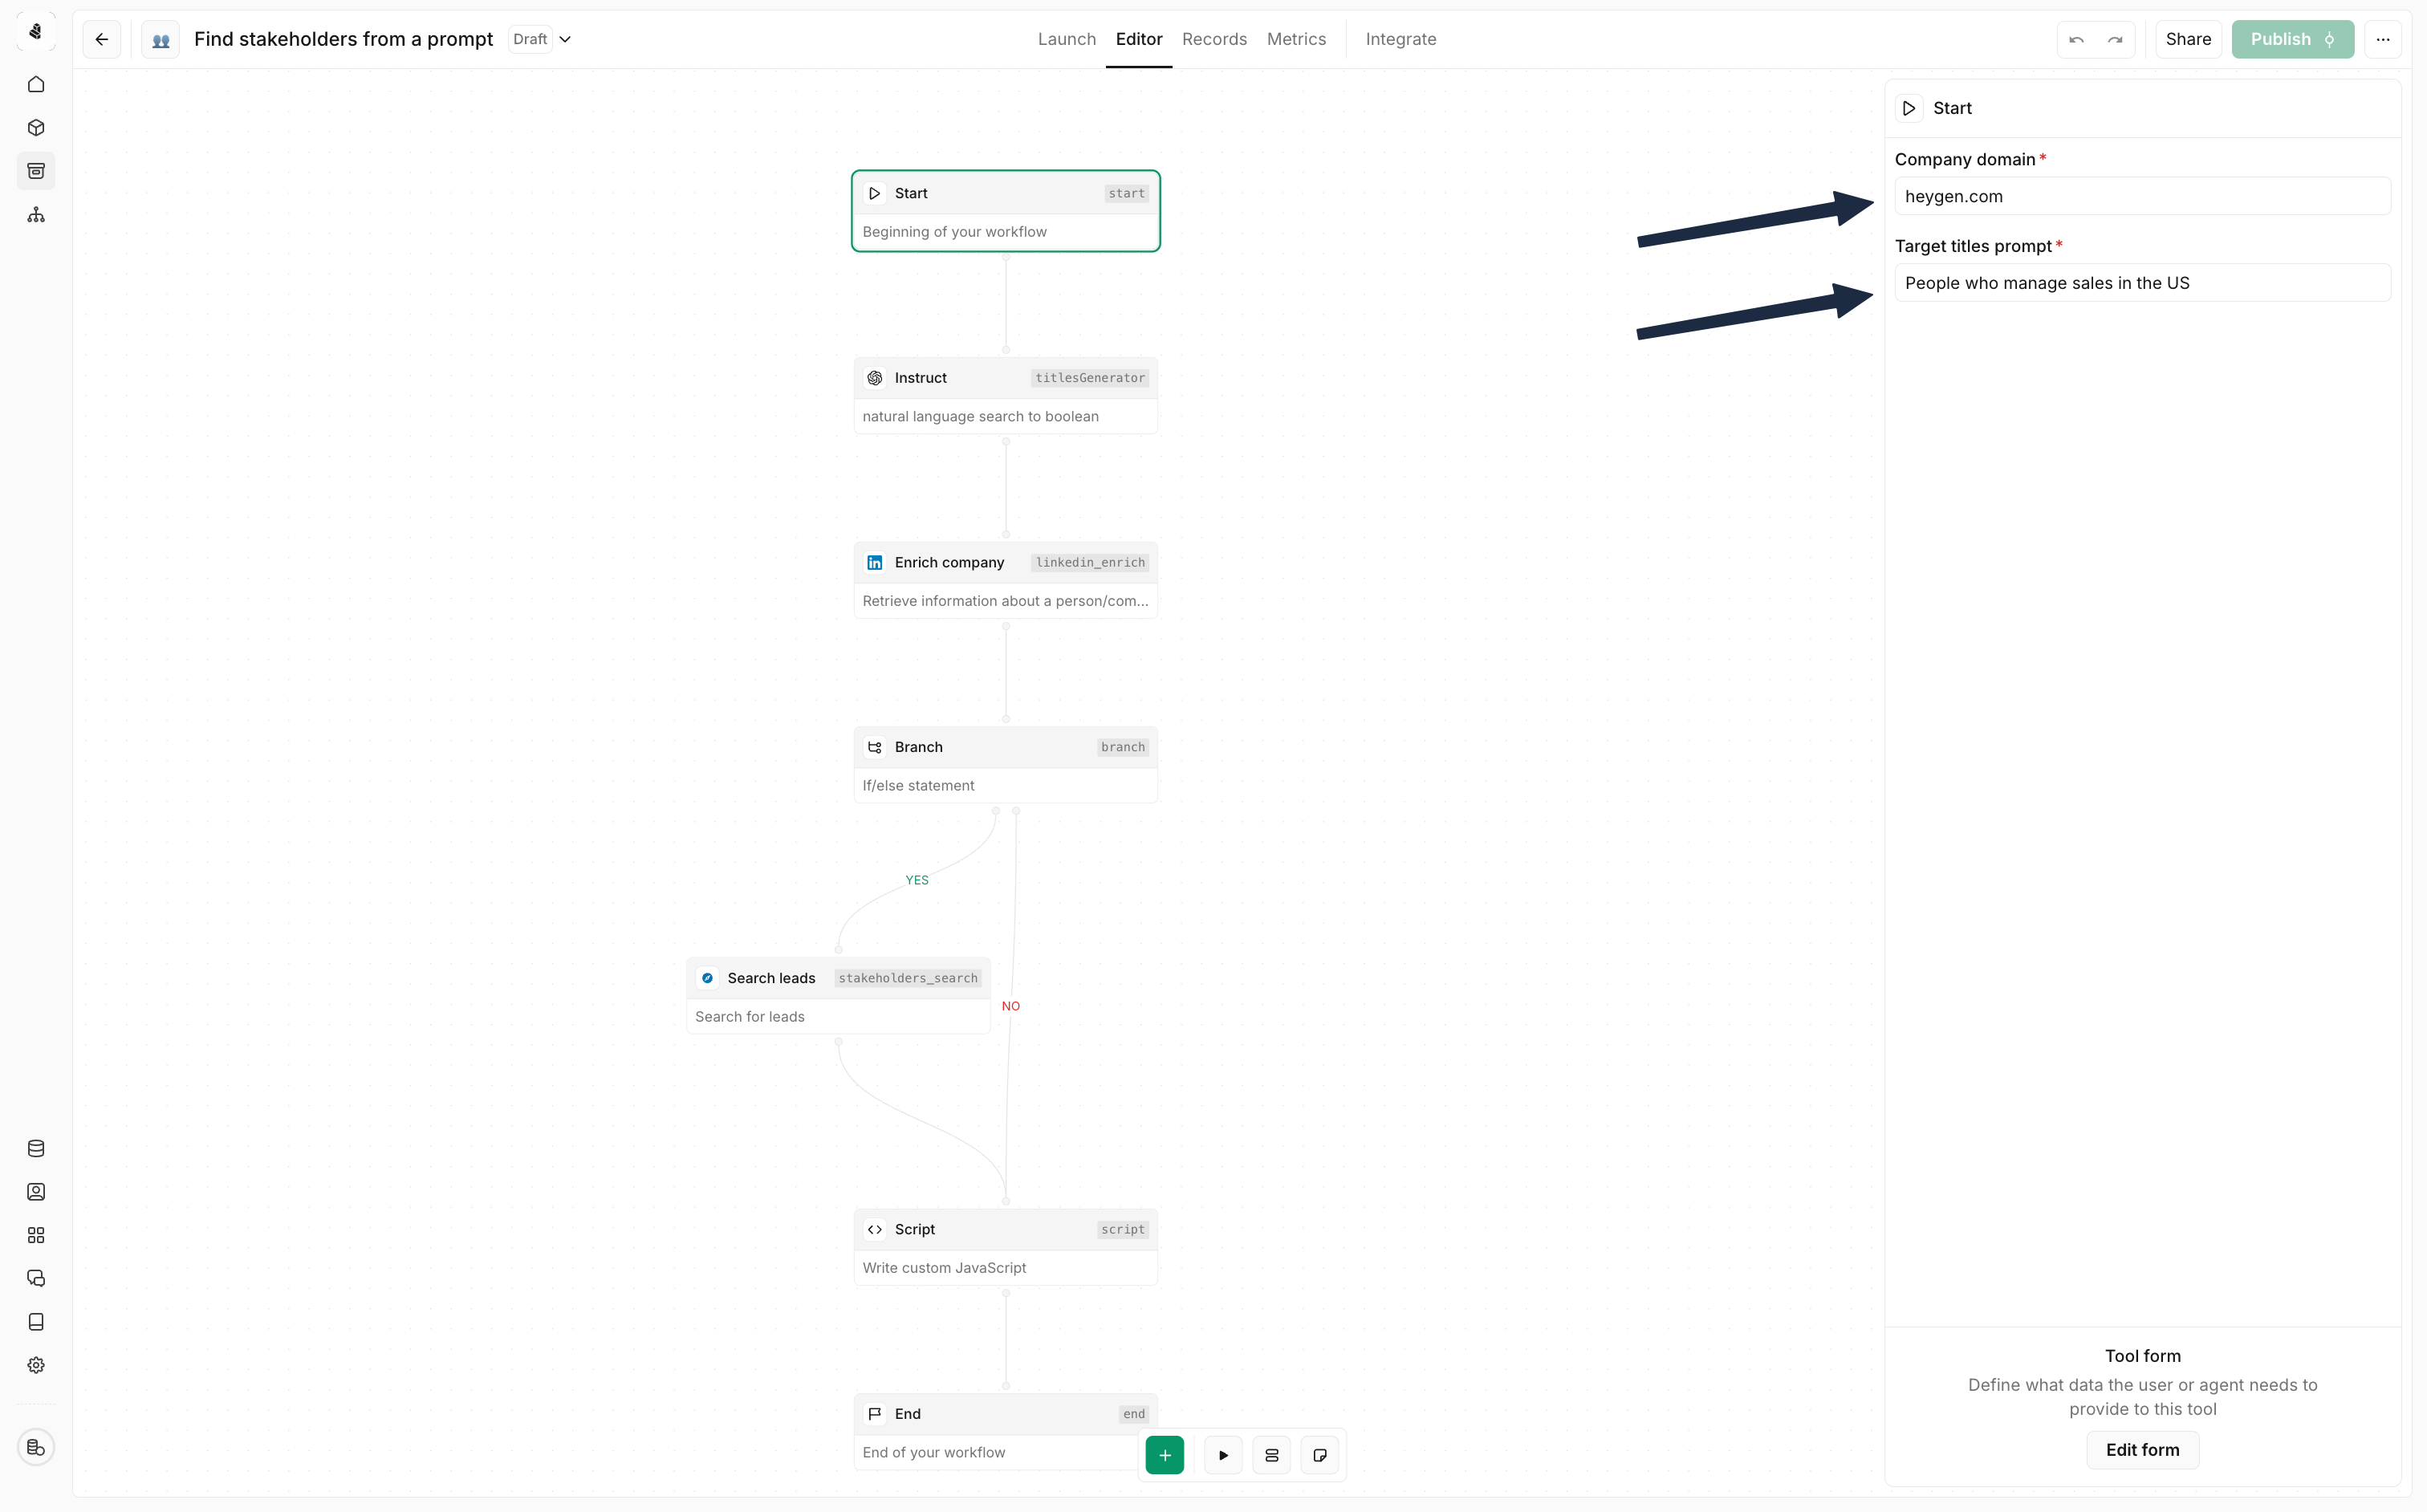 Find stakeholders from a prompt
Draft
Launch
Editor
Records
Metrics
Integrate
Share
Publish
Start
start
Beginning of your workflow
Instruct
titlesGenerator
natural language search to boolean
Enrich company
linkedin_enrich
Retrieve information about a person/com...
Branch
branch
If/else statement
YES
Search leads
stakeholders_search
Search for leads
NO
Script
script
Write custom JavaScript
End
end
End of your workflow
Start
Company domain*
heygen.com
Target titles prompt*
People who manage sales in the US
Tool form
Define what data the user or agent needs to
provide to this tool
Edit form